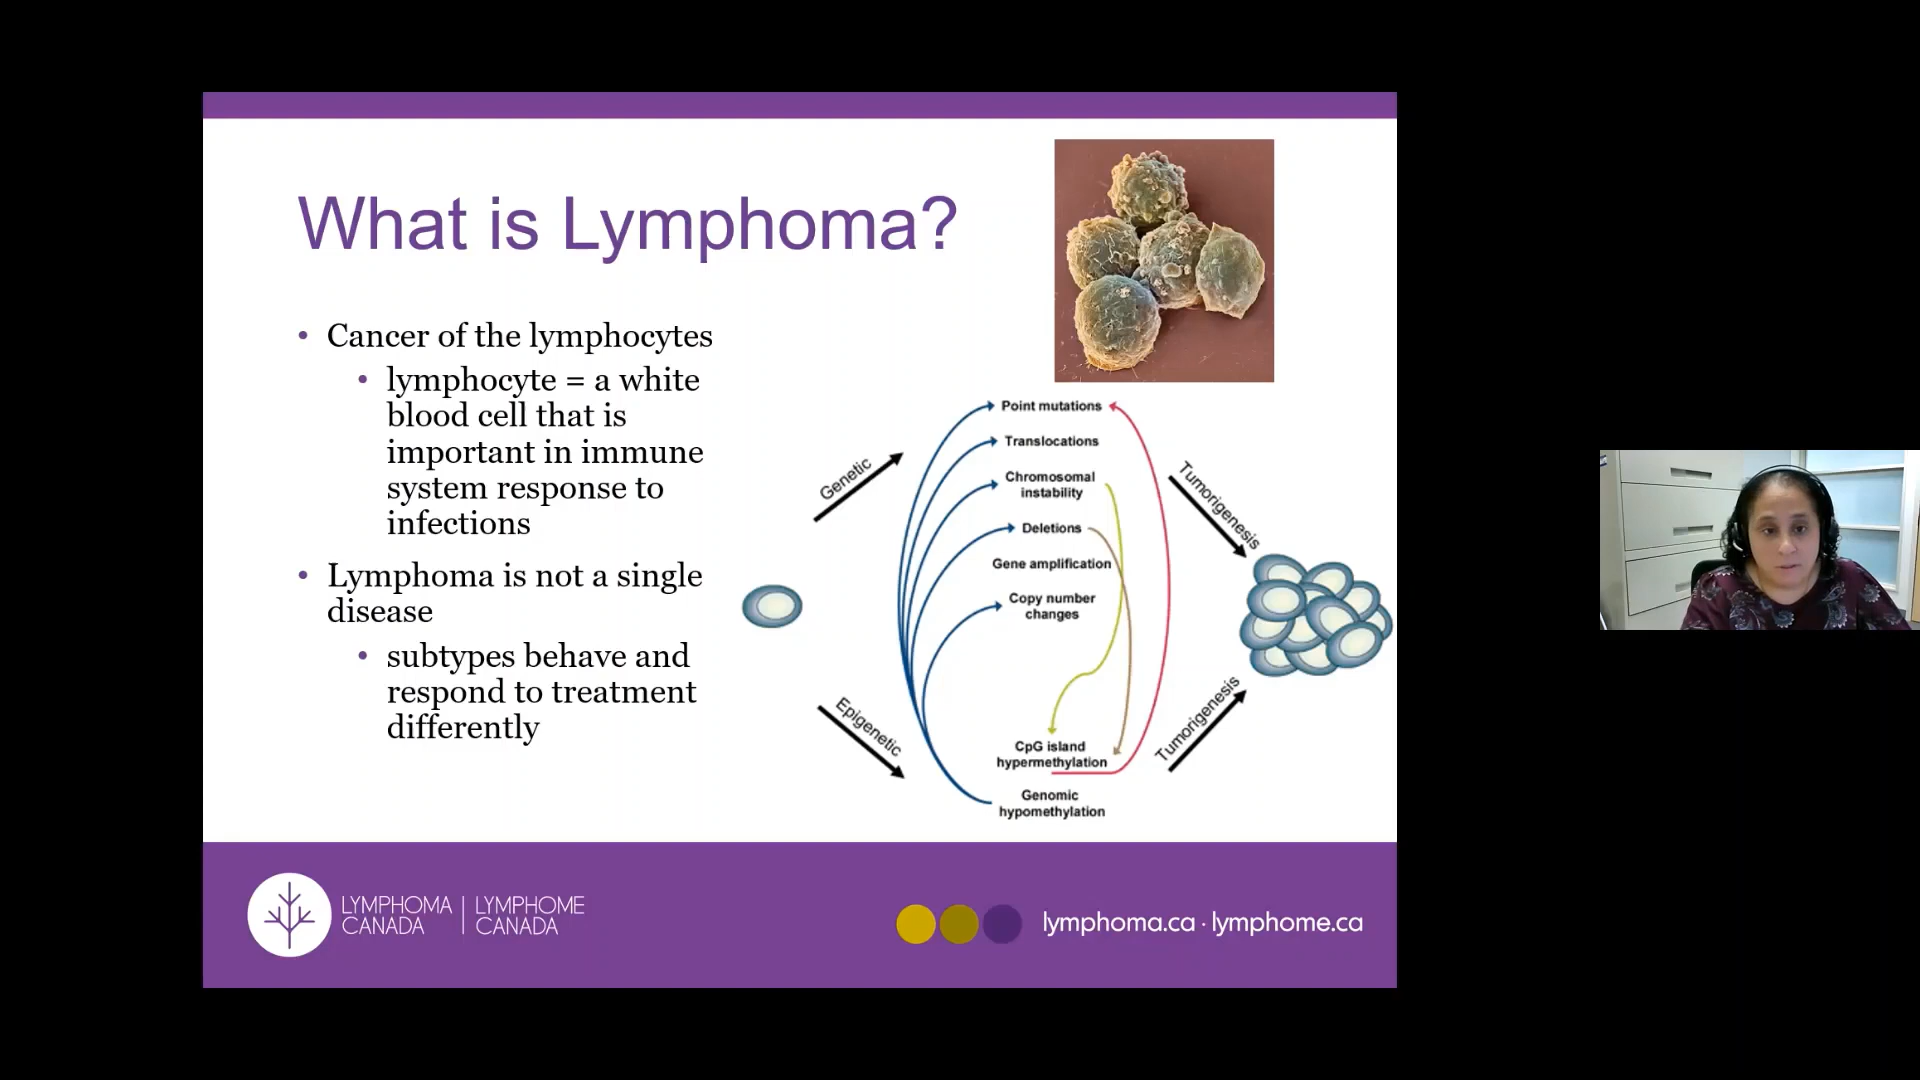 What is Lymphoma?
• Cancer of the lymphocytes
• lymphocyte = a white
blood cell that is
important in immune
system response to
infections
• Lymphoma is not a single
disease
• subtypes behave and
respond to treatment
differently
Genetic
Epigenetic
Point mutations
Translocations
Chromosomal
instability
Deletions
Gene amplification
Copy number
changes
CpG island
hypermethylation
Genomic
hypomethylation
Tumorigenesis
Tumorigenesis
LYMPHOMA
CANADA
LYMPHOME
CANADA
lymphoma.ca · lymphome.ca